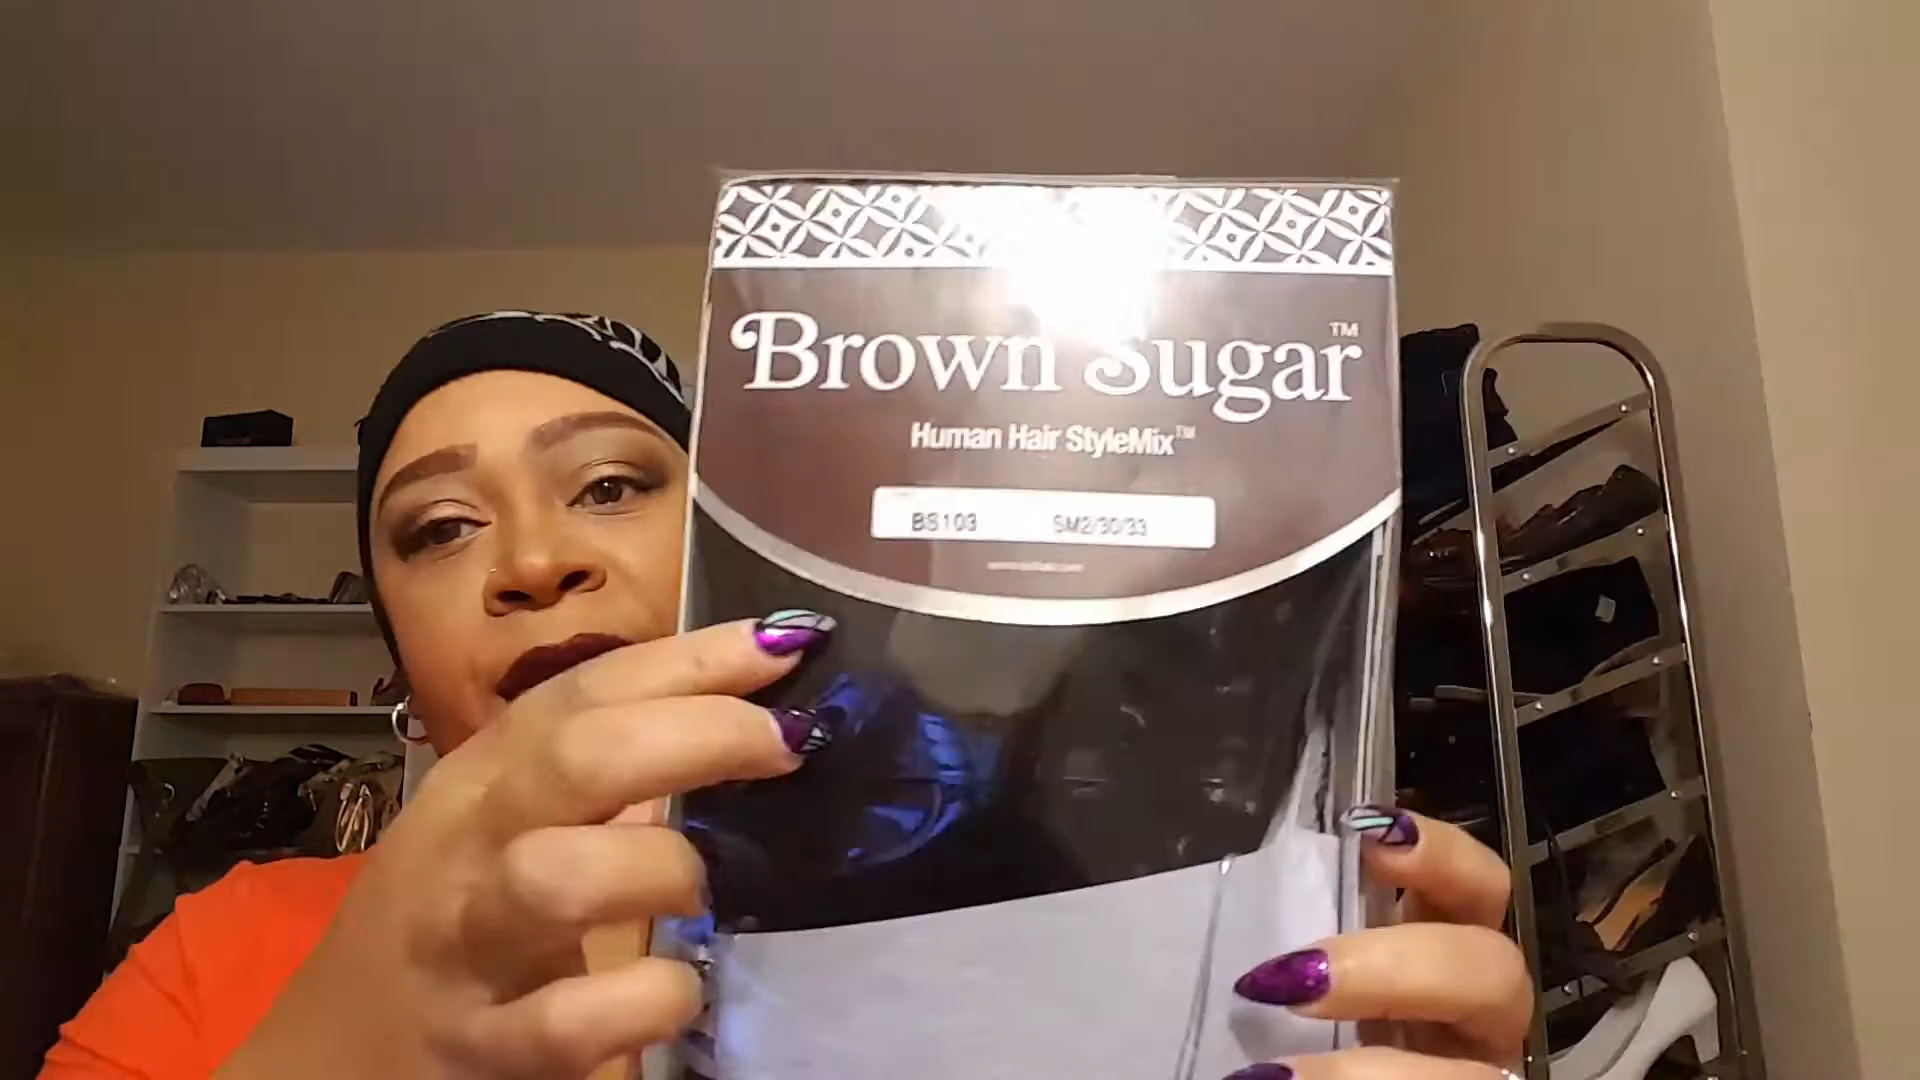 Brown Sugar™
Human Hair StyleMix™
BS103 SM2/30/33